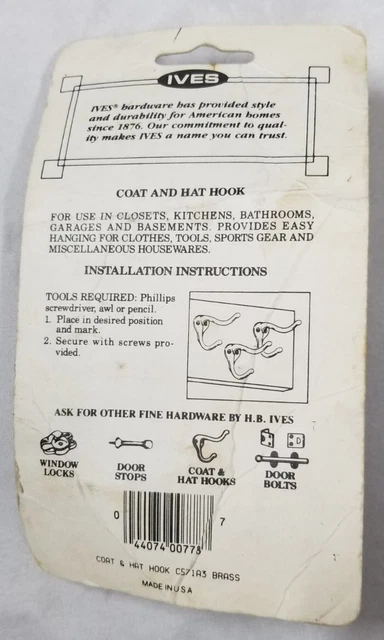 IVES
IVES® hardware has provided style
and durability for American homes
since 1876. Our commitment to qual-
ity makes IVES a name you can trust.
COAT AND HAT HOOK
FOR USE IN CLOSETS, KITCHENS, BATHROOMS,
GARAGES AND BASEMENTS. PROVIDES EASY
HANGING FOR CLOTHES, TOOLS, SPORTS GEAR AND
MISCELLANEOUS HOUSEWARES.
INSTALLATION INSTRUCTIONS
TOOLS REQUIRED: Phillips
screwdriver, awl or pencil.
1. Place in desired position
and mark.
2. Secure with screws pro-
vided.
ASK FOR OTHER FINE HARDWARE BY H.B. IVES
WINDOW
LOCKS
DOOR
STOPS
COAT &
HAT HOOKS
DOOR
BOLTS
0 44074 00773 7
COAT & HAT HOOK C571A3 BRASS
MADE IN USA